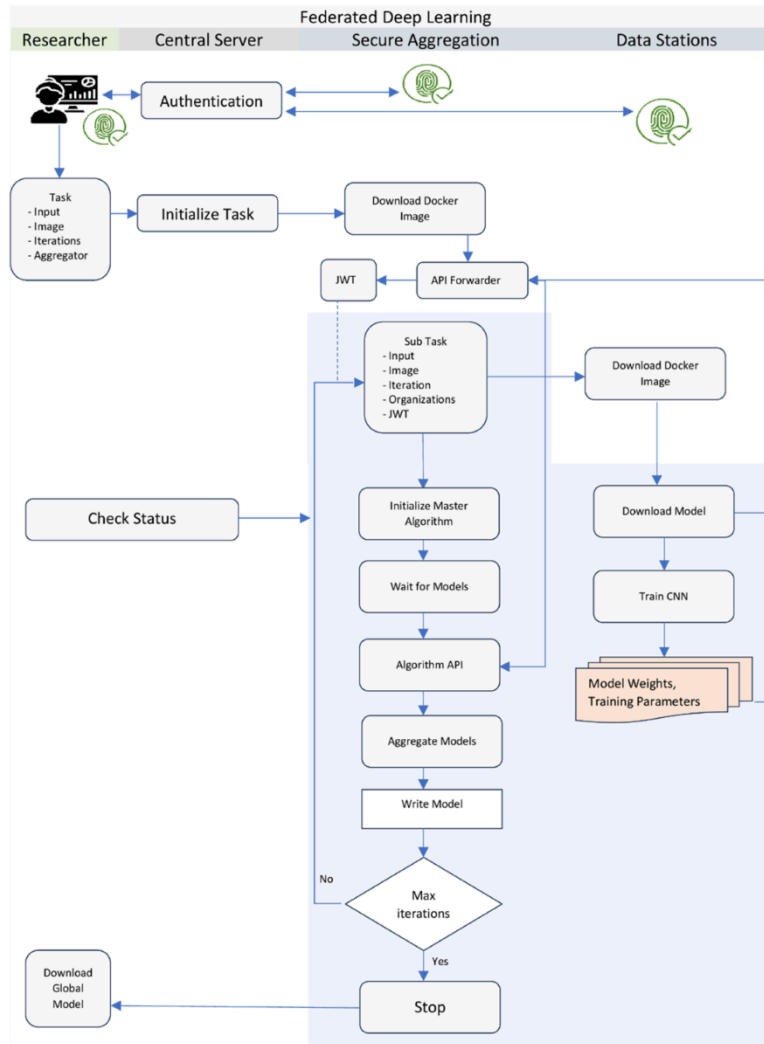 Federated Deep Learning
Researcher
Central Server
Secure Aggregation
Data Stations
Authentication
Task
- Input
- Image
- Iterations
- Aggregator
Initialize Task
Download Docker
Image
JWT
API Forwarder
Sub Task
- Input
- Image
- Iteration
- Organizations
- JWT
Download Docker
Image
Check Status
Initialize Master
Algorithm
Download Model
Wait for Models
Train CNN
Algorithm API
Model Weights,
Training Parameters
Aggregate Models
Write Model
No
Max
iterations
Yes
Download
Global
Model
Stop